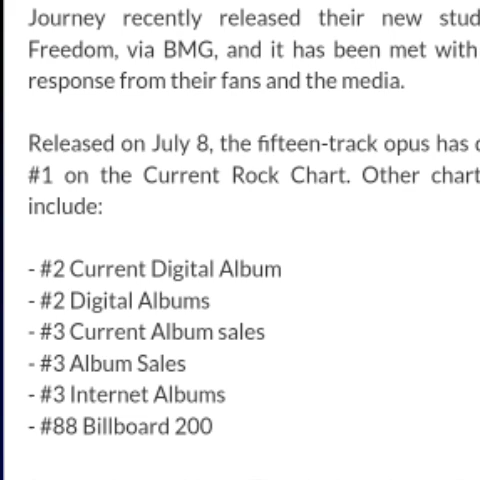 Journey recently released their new
Freedom, via BMG, and it has been met with
response from their fans and the media.
Released on July 8, the fifteen-track opus has
#1 on the Current Rock Chart. Other chart
include:
- #2 Current Digital Album
- #2 Digital Albums
- #3 Current Album sales
- #3 Album Sales
- #3 Internet Albums
- #88 Billboard 200